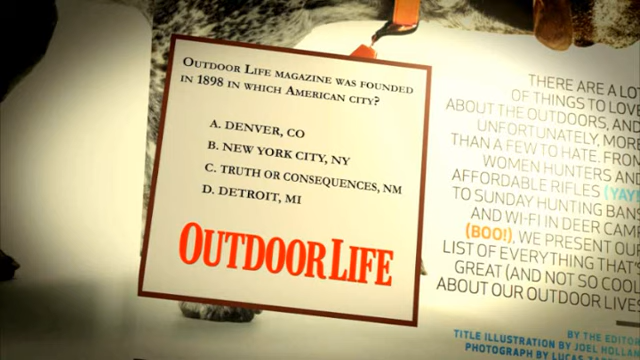 OUTDOOR LIFE MAGAZINE WAS FOUNDED
IN 1898 IN WHICH AMERICAN CITY?
A. DENVER, CO
B. NEW YORK CITY, NY
C. TRUTH OR CONSEQUENCES, NM
D. DETROIT, MI
OUTDOOR LIFE
THERE ARE A LOT
OF THINGS TO LOVE
ABOUT THE OUTDOORS, AND,
UNFORTUNATELY, MORE
THAN A FEW TO HATE. FROM
WOMEN HUNTERS AND
AFFORDABLE RIFLES (YAY!)
TO SUNDAY HUNTING BANS
AND WI-FI IN DEER CAMP
(BOO!), WE PRESENT OUR
LIST OF EVERYTHING THAT'S
GREAT (AND NOT SO COOL)
ABOUT OUR OUTDOOR LIVES
BY THE EDITOR
TITLE ILLUSTRATION BY JOEL HOLLAN
PHOTOGRAPH BY LUCAS